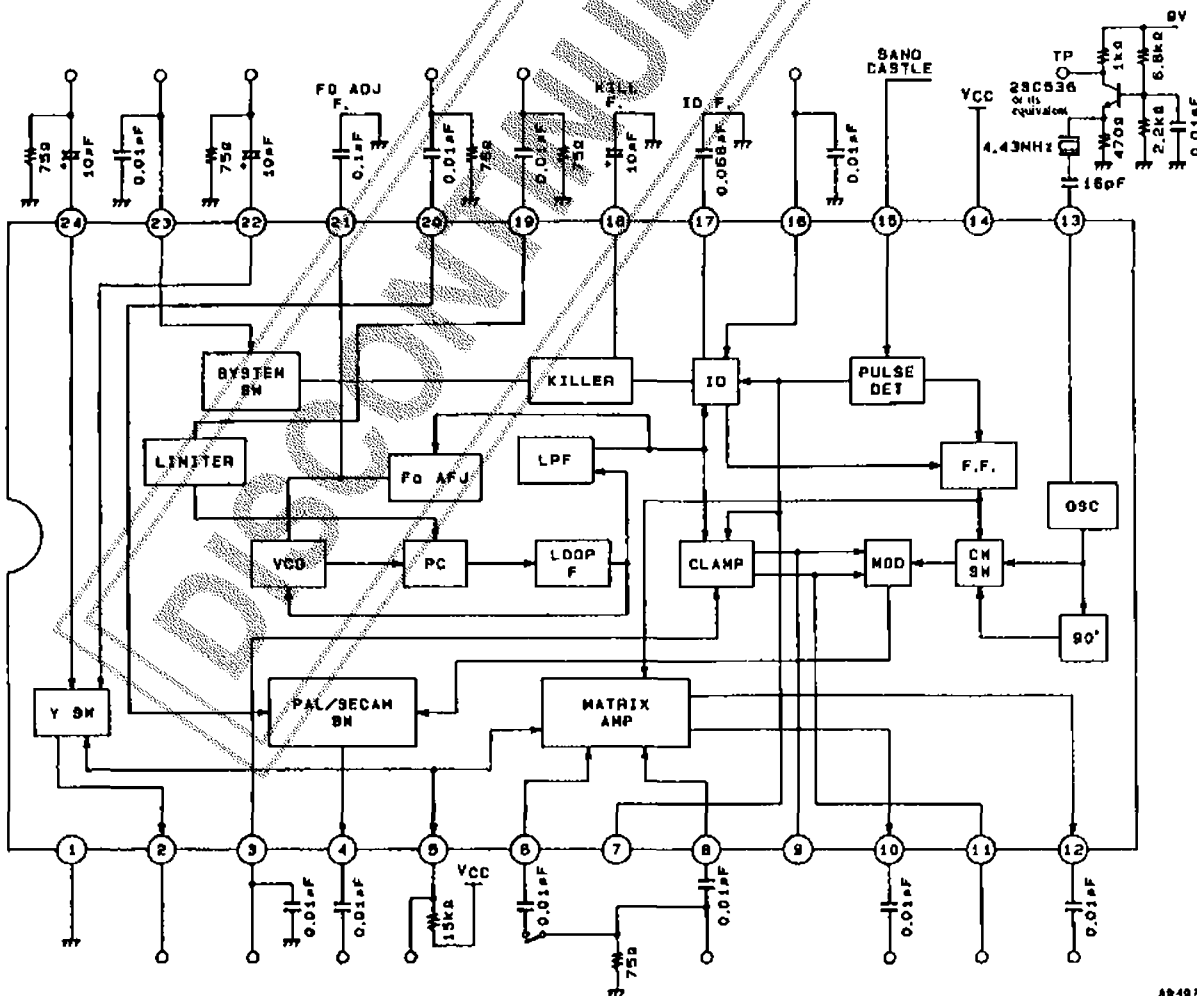 9V
SAND
CASTLE
TP
1kΩ
6.8kΩ
FO ADJ
F.
KILL
F.
ID F.
VCC
2SC536
or its
equivalent
4.43MHz
470Ω
2.2kΩ
0.01µF
16pF
75Ω
10µF
0.01µF
75Ω
10µF
0.1µF
0.01µF
75Ω
0.01µF
75Ω
10µF
0.068µF
0.01µF
24 23 22 21 20 19 18 17 16 15 14 13
SYSTEM
SW
KILLER
ID
PULSE
DET
LIMITER
FO AFJ
LPF
F.F.
OSC
VCO
PC
LOOP
F
CLAMP
MOD
CW
SW
90°
Y SW
PAL/SECAM
SW
MATRIX
AMP
1 2 3 4 5 6 7 8 9 10 11 12
0.01µF
0.01µF
15kΩ
VCC
0.01µF
75Ω
0.01µF
0.01µF
0.01µF
DISCONTINUED